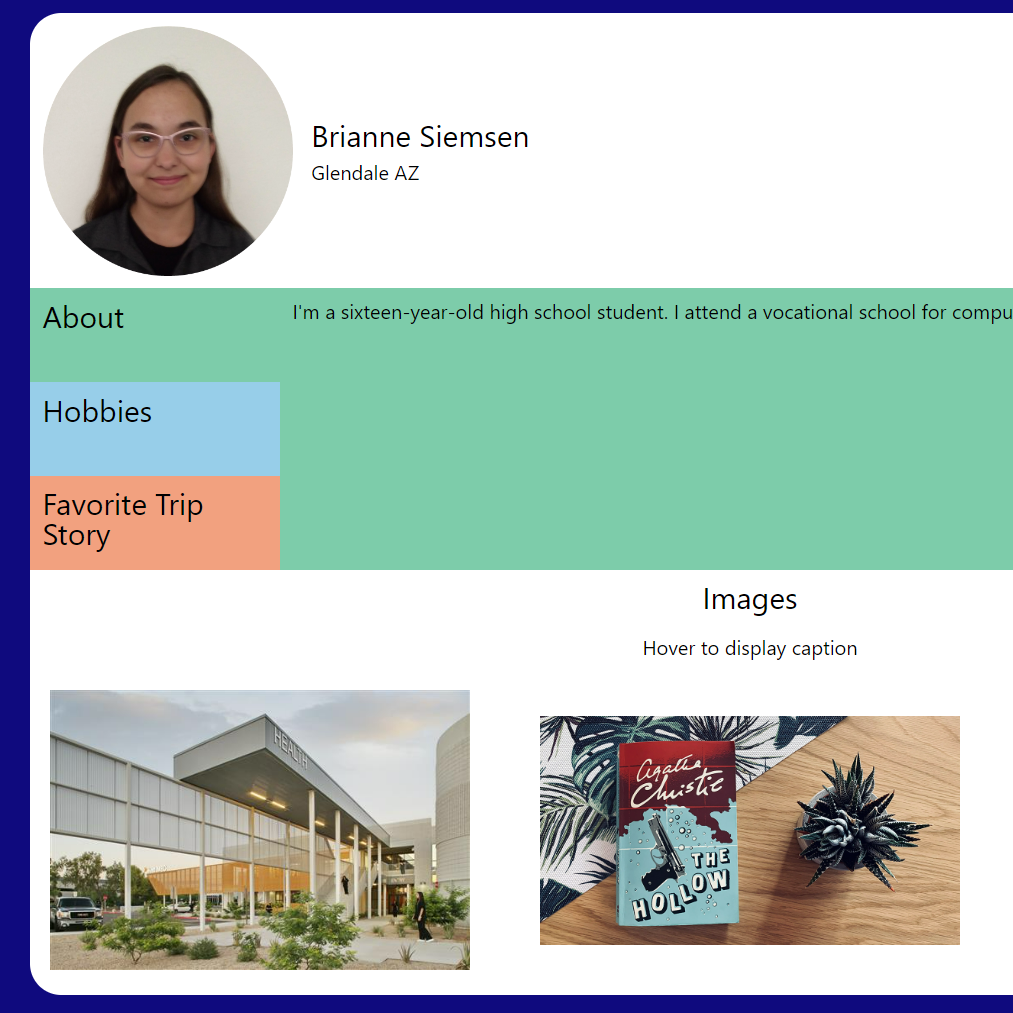 Brianne Siemsen
Glendale AZ
About
I'm a sixteen-year-old high school student. I attend a vocational school for compu
Hobbies
Favorite Trip
Story
Images
Hover to display caption
HEALTH
Agatha
Christie
THE
HOLLOW